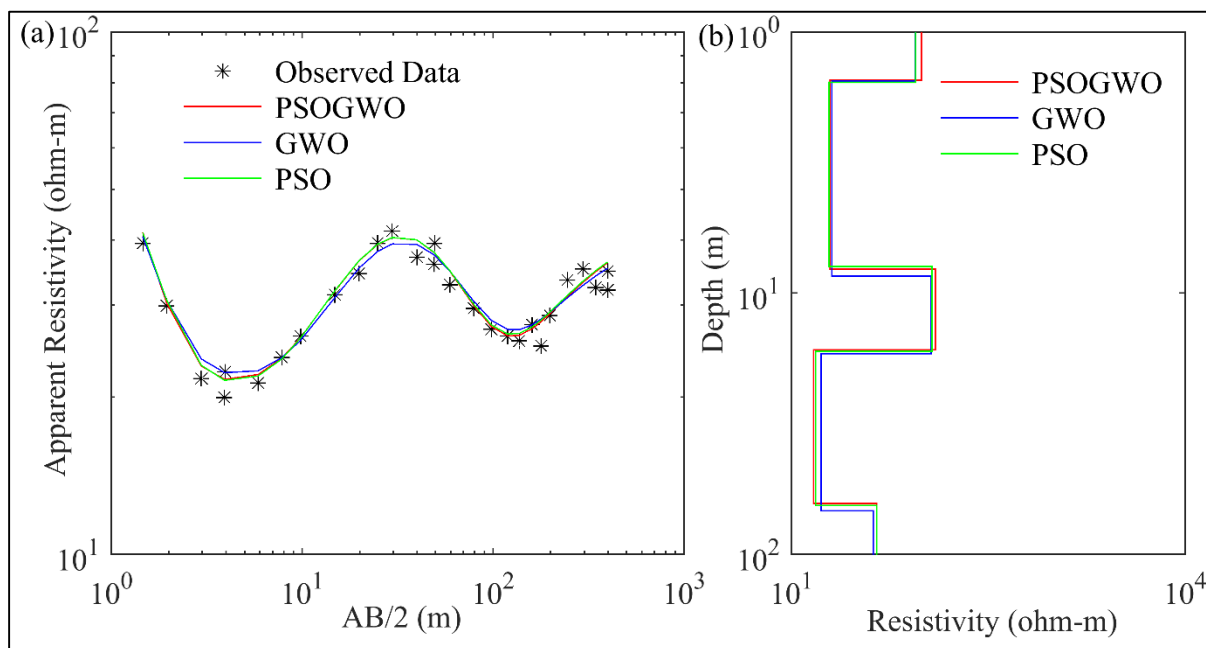 (a)
10^2
Observed Data
PSOGWO
GWO
PSO
Apparent Resistivity (ohm-m)
10^1
10^0
10^1
10^2
10^3
AB/2 (m)
(b)
10^0
PSOGWO
GWO
PSO
Depth (m)
10^1
10^2
10^1
10^4
Resistivity (ohm-m)